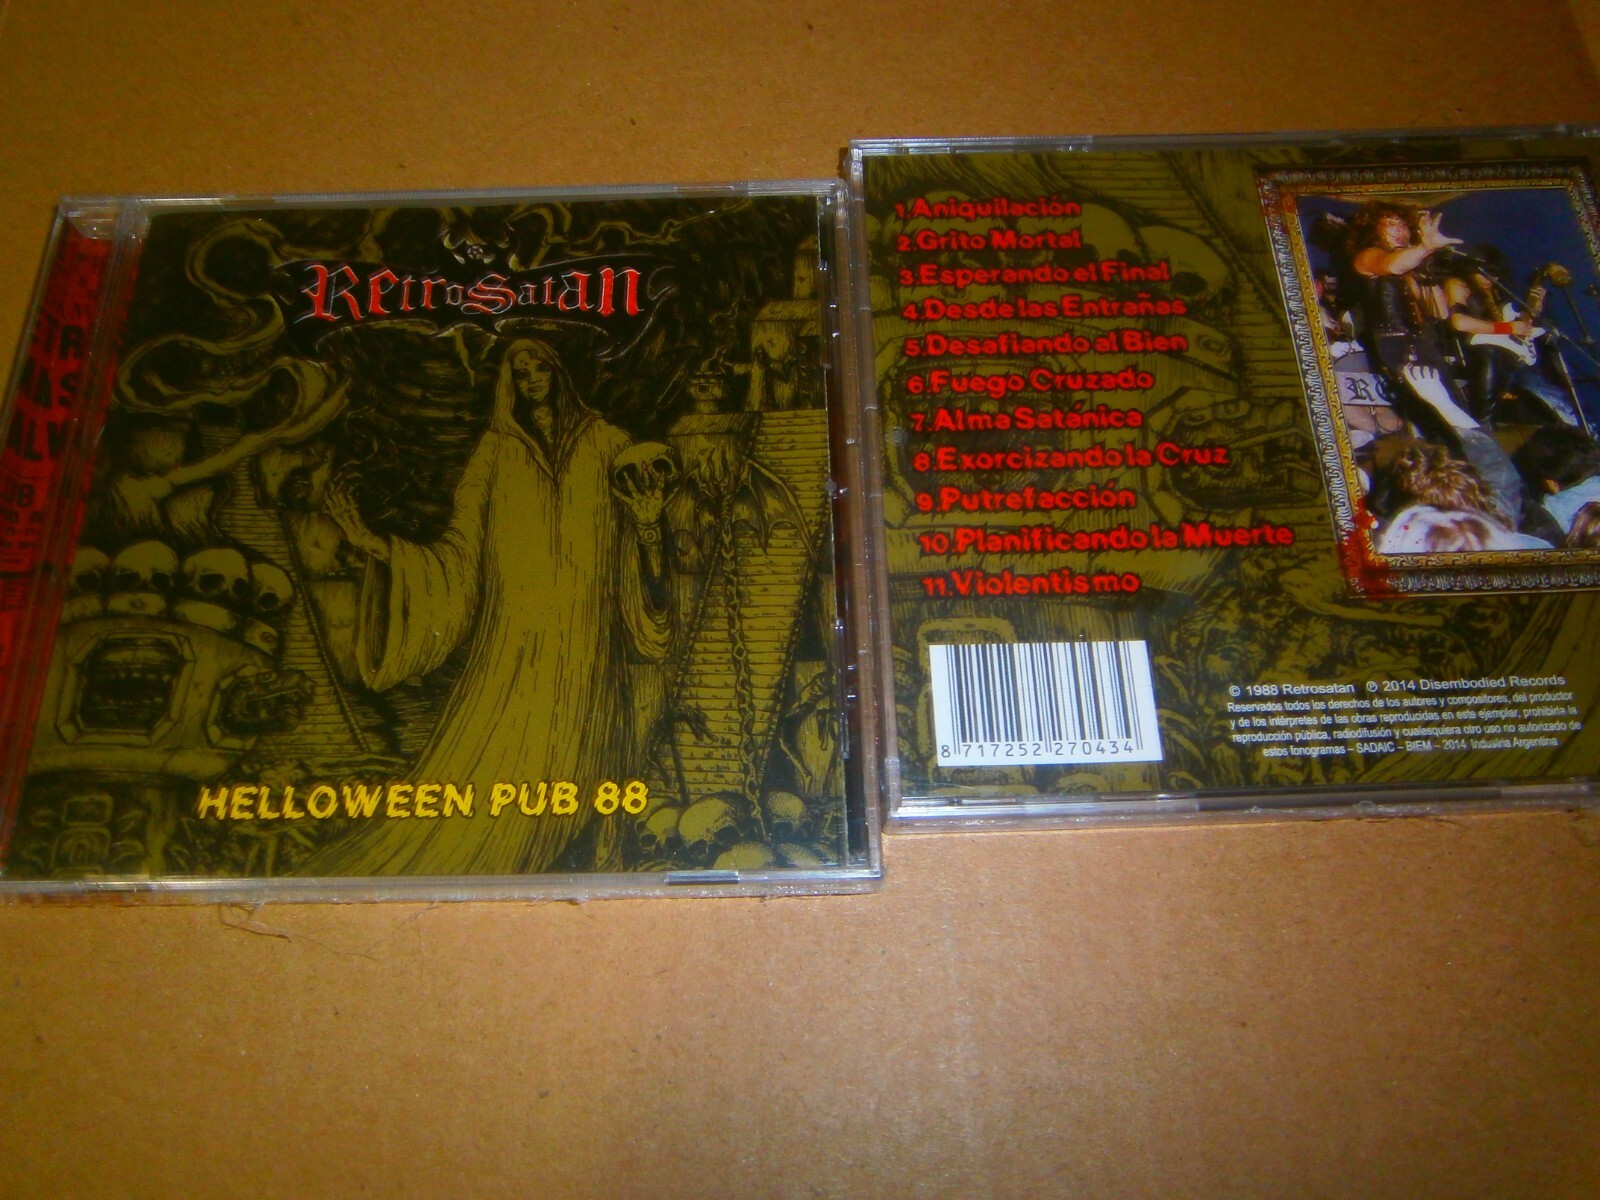 RetroSatan
HELLOWEEN PUB 88
1.Aniquilación
2.Grito Mortal
3.Esperando el Final
4.Desde las Entrañas
5.Desafiando al Bien
6.Fuego Cruzado
7.Alma Satánica
8.Exorcizando la Cruz
9.Putrefacción
10.Planificando la Muerte
11.Violentismo
8 717252 270434
© 1988 Retrosatan ℗ 2014 Disembodied Records
Reservados todos los derechos de los autores y compositores, del productor
y de los intérpretes de las obras reproducidas en este ejemplar, prohibida la
reproducción pública, radiodifusión y cualesquiera otro uso no autorizado de
estos fonogramas – SADAIC – BIEM – 2014 Industria Argentina